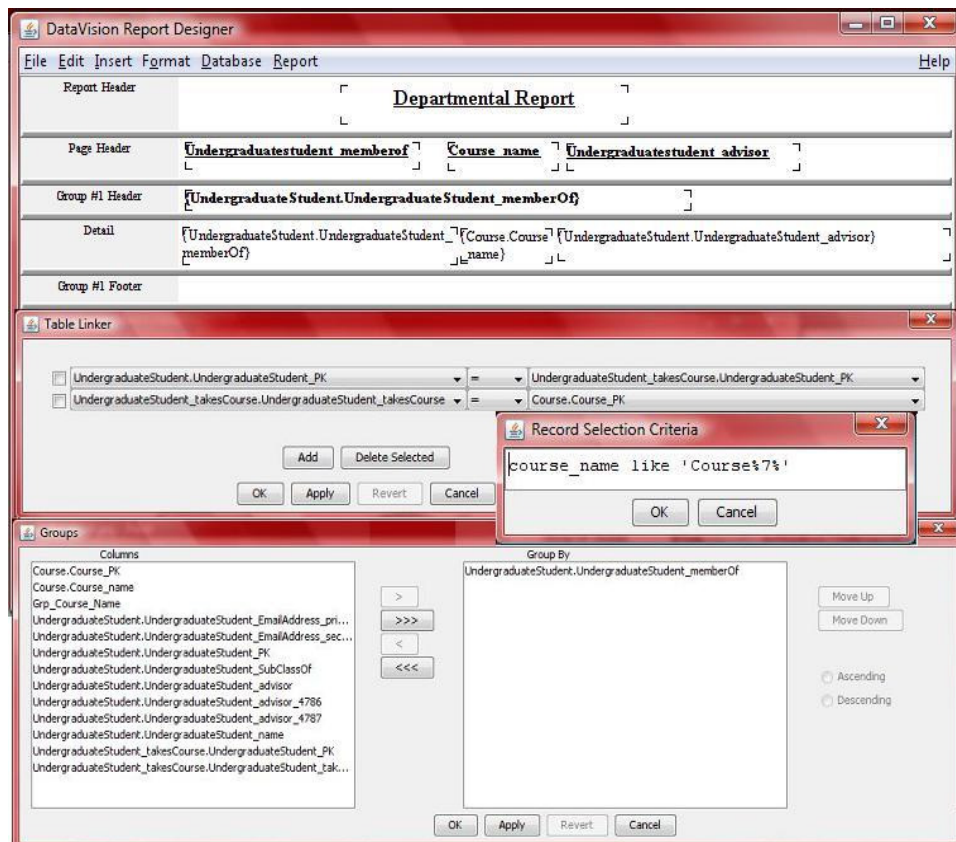 DataVision Report Designer
File Edit Insert Format Database Report Help
Report Header
Departmental Report
Page Header
Undergraduatestudent memberof Course name Undergraduatestudent advisor
Group #1 Header
{UndergraduateStudent.UndergraduateStudent_memberOf}
Detail
{UndergraduateStudent.UndergraduateStudent_
memberOf}
{Course.Course
_name}
{UndergraduateStudent.UndergraduateStudent_advisor}
Group #1 Footer
Table Linker
UndergraduateStudent.UndergraduateStudent_PK = UndergraduateStudent_takesCourse.UndergraduateStudent_PK
UndergraduateStudent_takesCourse.UndergraduateStudent_takesCourse = Course.Course_PK
Add Delete Selected
OK Apply Revert Cancel
Record Selection Criteria
course_name like 'Course%7%'
OK Cancel
Groups
Columns
Course.Course_PK
Course.Course_name
Grp_Course_Name
UndergraduateStudent.UndergraduateStudent_EmailAddress_pri...
UndergraduateStudent.UndergraduateStudent_EmailAddress_sec...
UndergraduateStudent.UndergraduateStudent_PK
UndergraduateStudent.UndergraduateStudent_SubClassOf
UndergraduateStudent.UndergraduateStudent_advisor
UndergraduateStudent.UndergraduateStudent_advisor_4786
UndergraduateStudent.UndergraduateStudent_advisor_4787
UndergraduateStudent.UndergraduateStudent_name
UndergraduateStudent_takesCourse.UndergraduateStudent_PK
UndergraduateStudent_takesCourse.UndergraduateStudent_tak...
>
>>>
<
<<<
Group By
UndergraduateStudent.UndergraduateStudent_memberOf
Move Up
Move Down
Ascending
Descending
OK Apply Revert Cancel